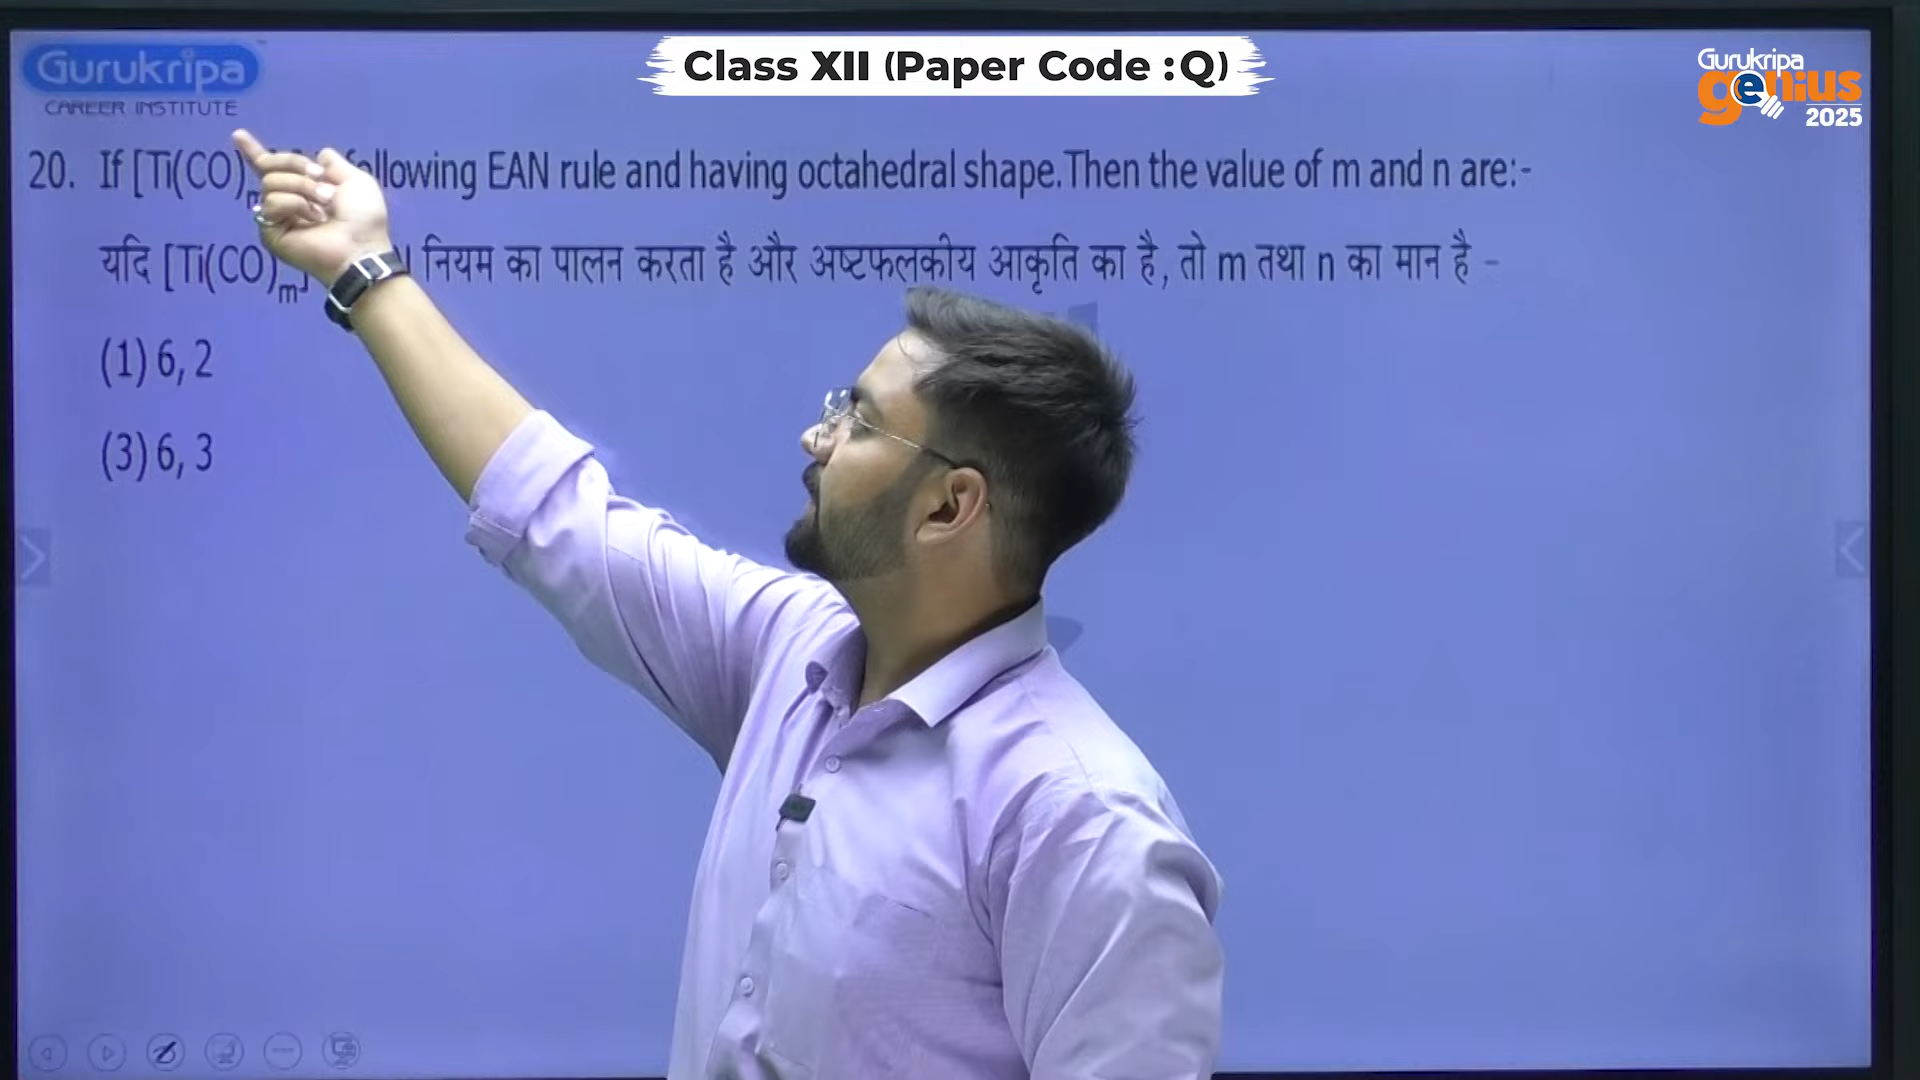 Class XII (Paper Code : Q)
Gurukripa
CAREER INSTITUTE
Gurukripa
genius
2025
20. If [Ti(CO) following EAN rule and having octahedral shape. Then the value of m and n are:-
यदि [Ti(CO)m] नियम का पालन करता है और अष्टफलकीय आकृति का है, तो m तथा n का मान है -
(1) 6, 2
(3) 6, 3